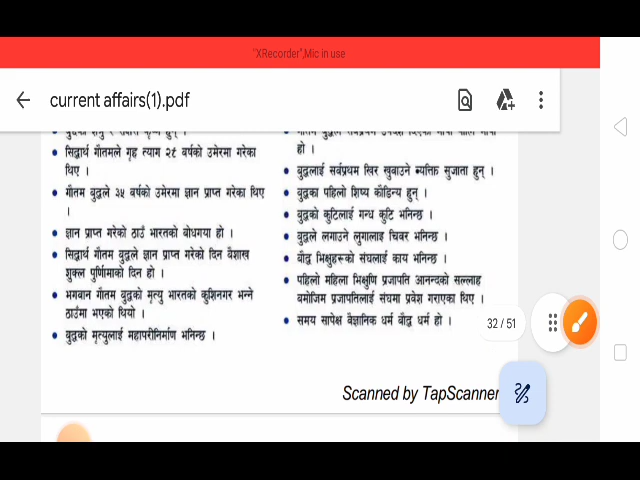 "XRecorder",Mic in use
current affairs(1).pdf
सिद्धार्थ गौतमले गृह त्याग २९ बर्षको उमेरमा गरेका
थिए ।
गौतम बुद्धले ३५ बर्षको उमेरमा ज्ञान प्राप्त गरेका थिए
।
ज्ञान प्राप्त गरेको ठाउँ भारतको बोधगया हो ।
सिद्धार्थ गौतम बुद्धले ज्ञान प्राप्त गरेको दिन बैशाख
शुक्ल पुर्णिमाको दिन हो ।
भगवान गौतम बुद्धको मृत्यु भारतको कुशिनगर भन्ने
ठाउँमा भएको थियो ।
बुद्धको मृत्युलाई महापरीनिर्माण भनिन्छ ।
हो ।
बुद्धलाई सर्वप्रथम खिर खुवाउने ब्यक्ति सुजाता हुन् ।
बुद्धका पहिलो शिष्य कौडिन्य हुन् ।
बुद्धको कुटिलाई गन्ध कुटि भनिन्छ ।
बुद्धले लगाउने लुगालाइ चिवर भनिन्छ ।
बौद्ध भिक्षुहरूको संघलाई काय भनिन्छ ।
पहिलो महिला भिक्षुणि प्रजापति आनन्दको सल्लाह
बमोजिम प्रजापतिलाई संघमा प्रवेश गराएका थिए ।
समय सापेक्ष वैज्ञानिक धर्म बौद्ध धर्म हो ।
32 / 51
Scanned by TapScanner